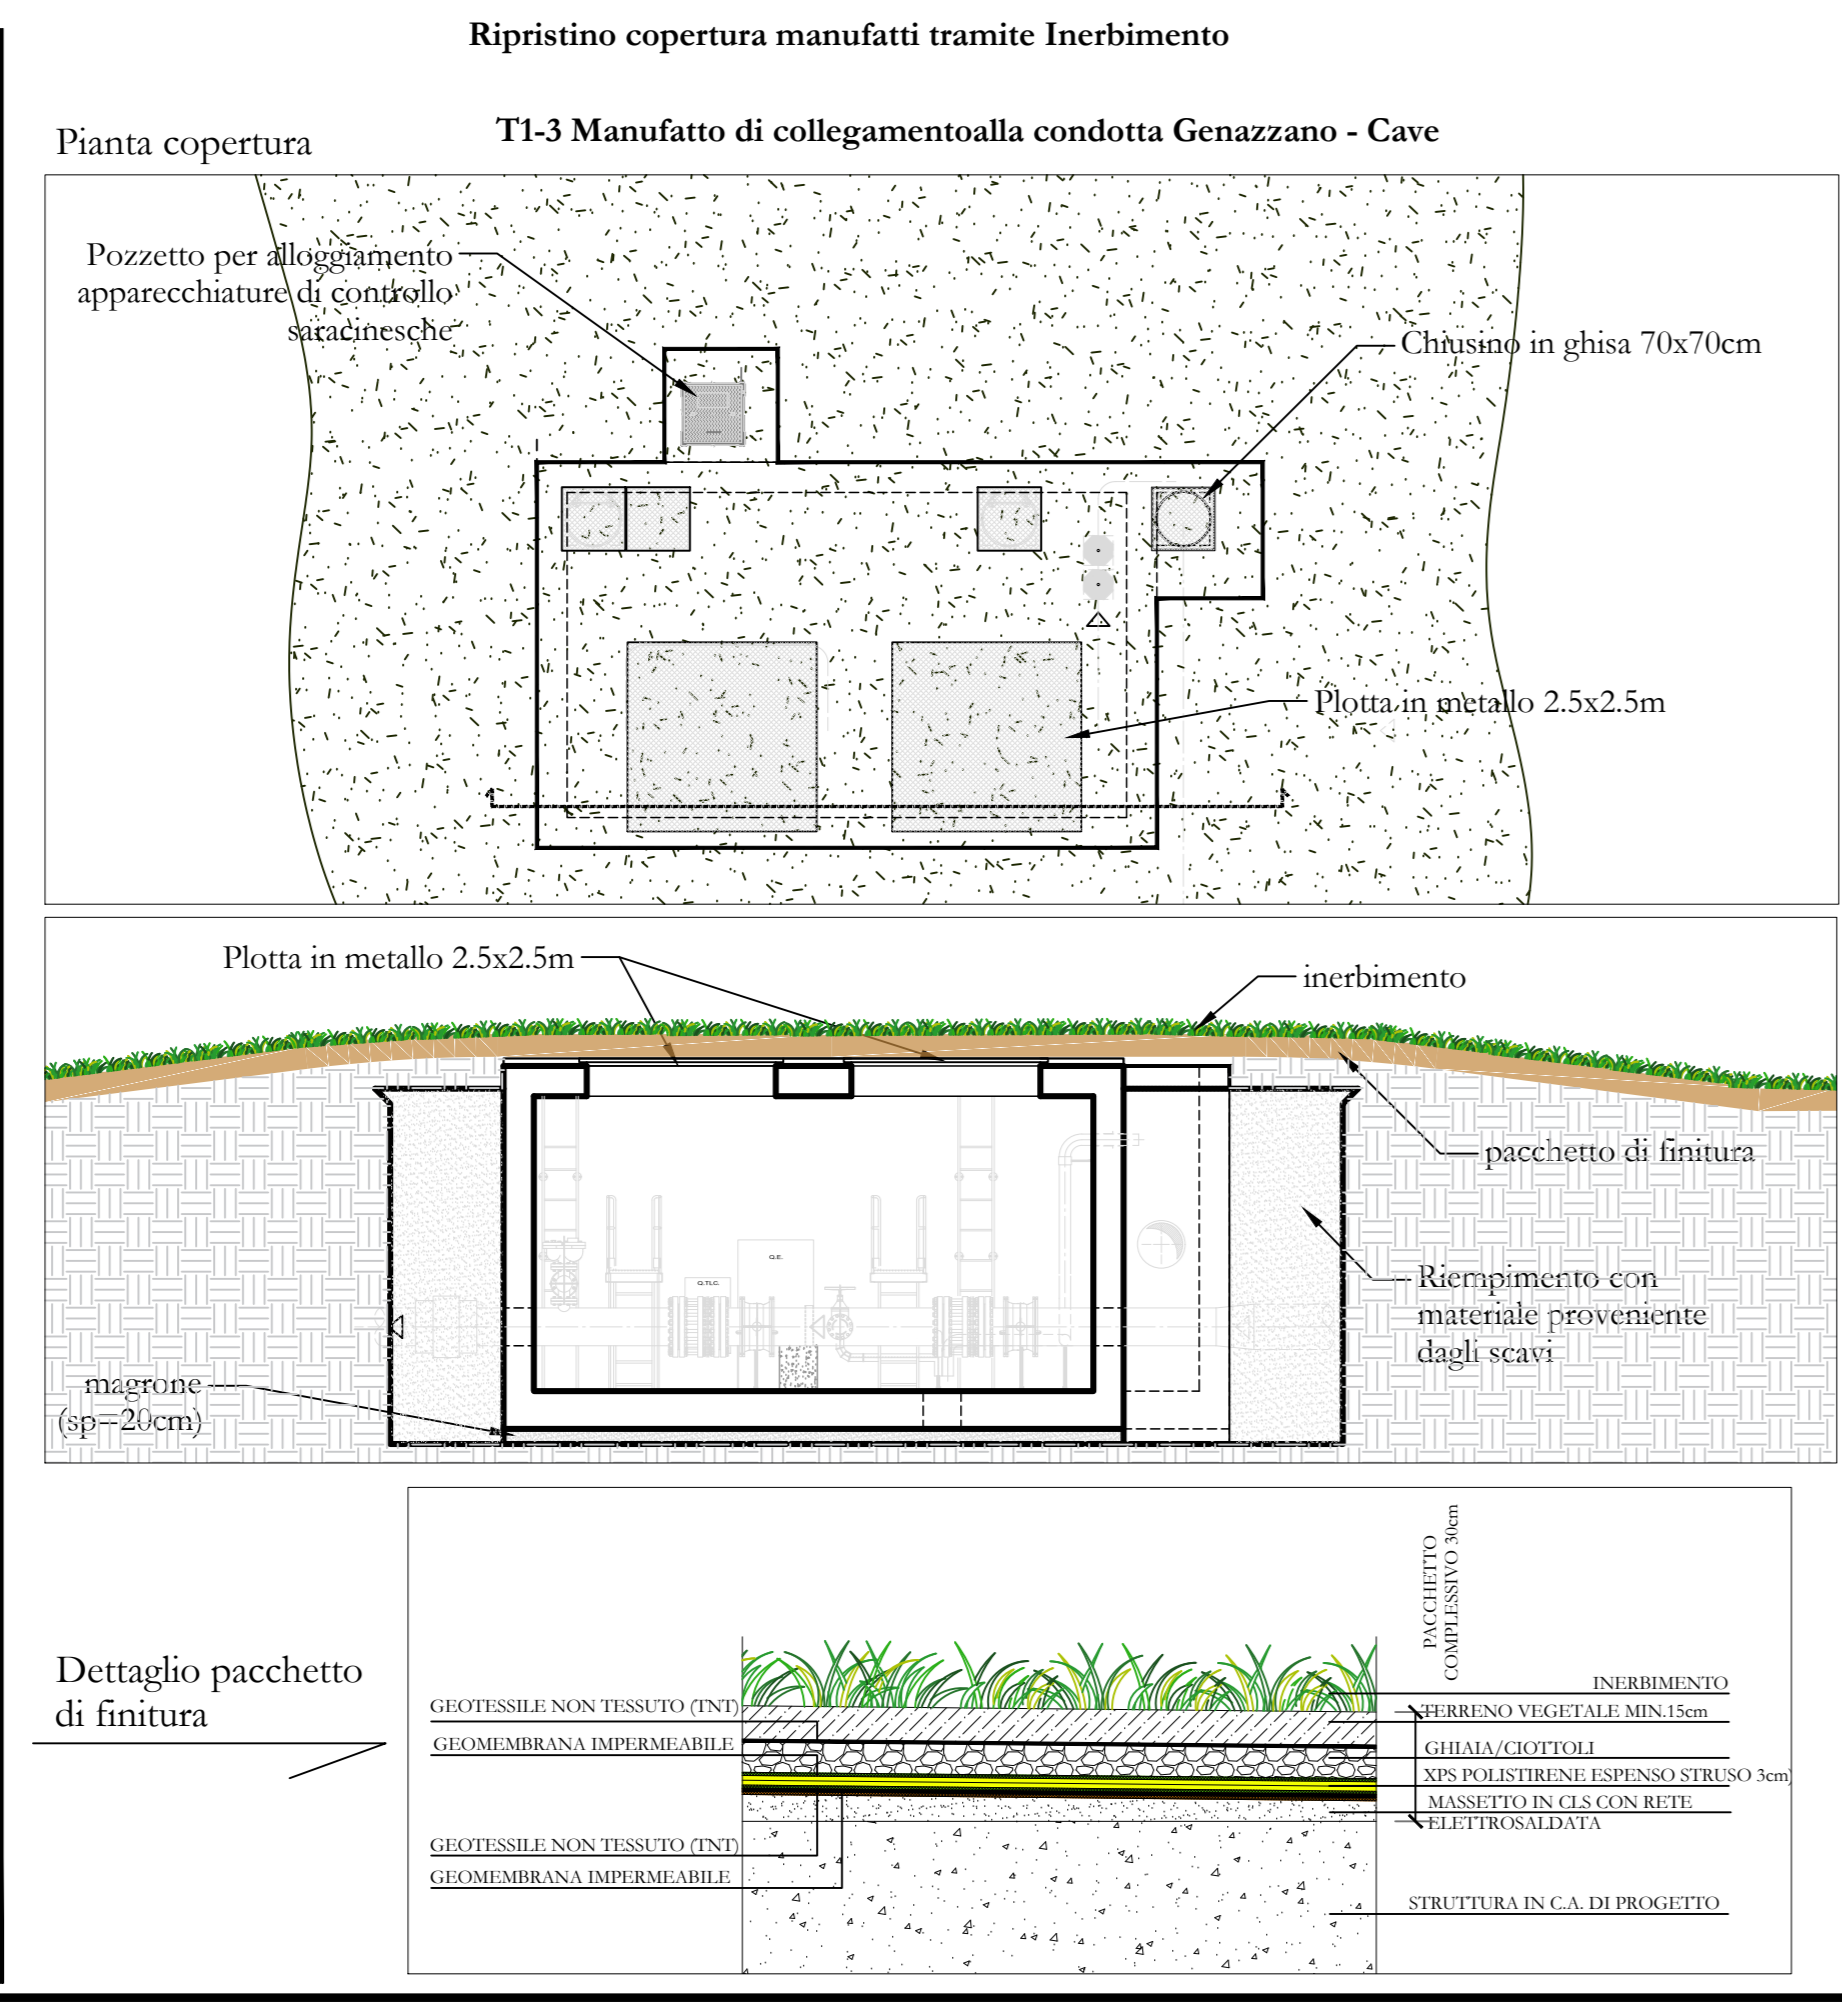 Ripristino copertura manufatti tramite Inerbimento
T1-3 Manufatto di collegamentoalla condotta Genazzano - Cave
Pianta copertura
Pozzetto per alloggiamento
apparecchiature di controllo
saracinesche
Chiusino in ghisa 70x70cm
Plotta in metallo 2.5x2.5m
Plotta in metallo 2.5x2.5m
inerbimento
pacchetto di finitura
Q.E.
Q.TLC.
Riempimento con
materiale proveniente
dagli scavi
magrone
(sp=20cm)
Dettaglio pacchetto
di finitura
PACCHETTO
COMPLESSIVO 30cm
GEOTESSILE NON TESSUTO (TNT)
GEOMEMBRANA IMPERMEABILE
GEOTESSILE NON TESSUTO (TNT)
GEOMEMBRANA IMPERMEABILE
INERBIMENTO
TERRENO VEGETALE MIN.15cm
GHIAIA/CIOTTOLI
XPS POLISTIRENE ESPENSO STRUSO 3cm)
MASSETTO IN CLS CON RETE
ELETTROSALDATA
STRUTTURA IN C.A. DI PROGETTO